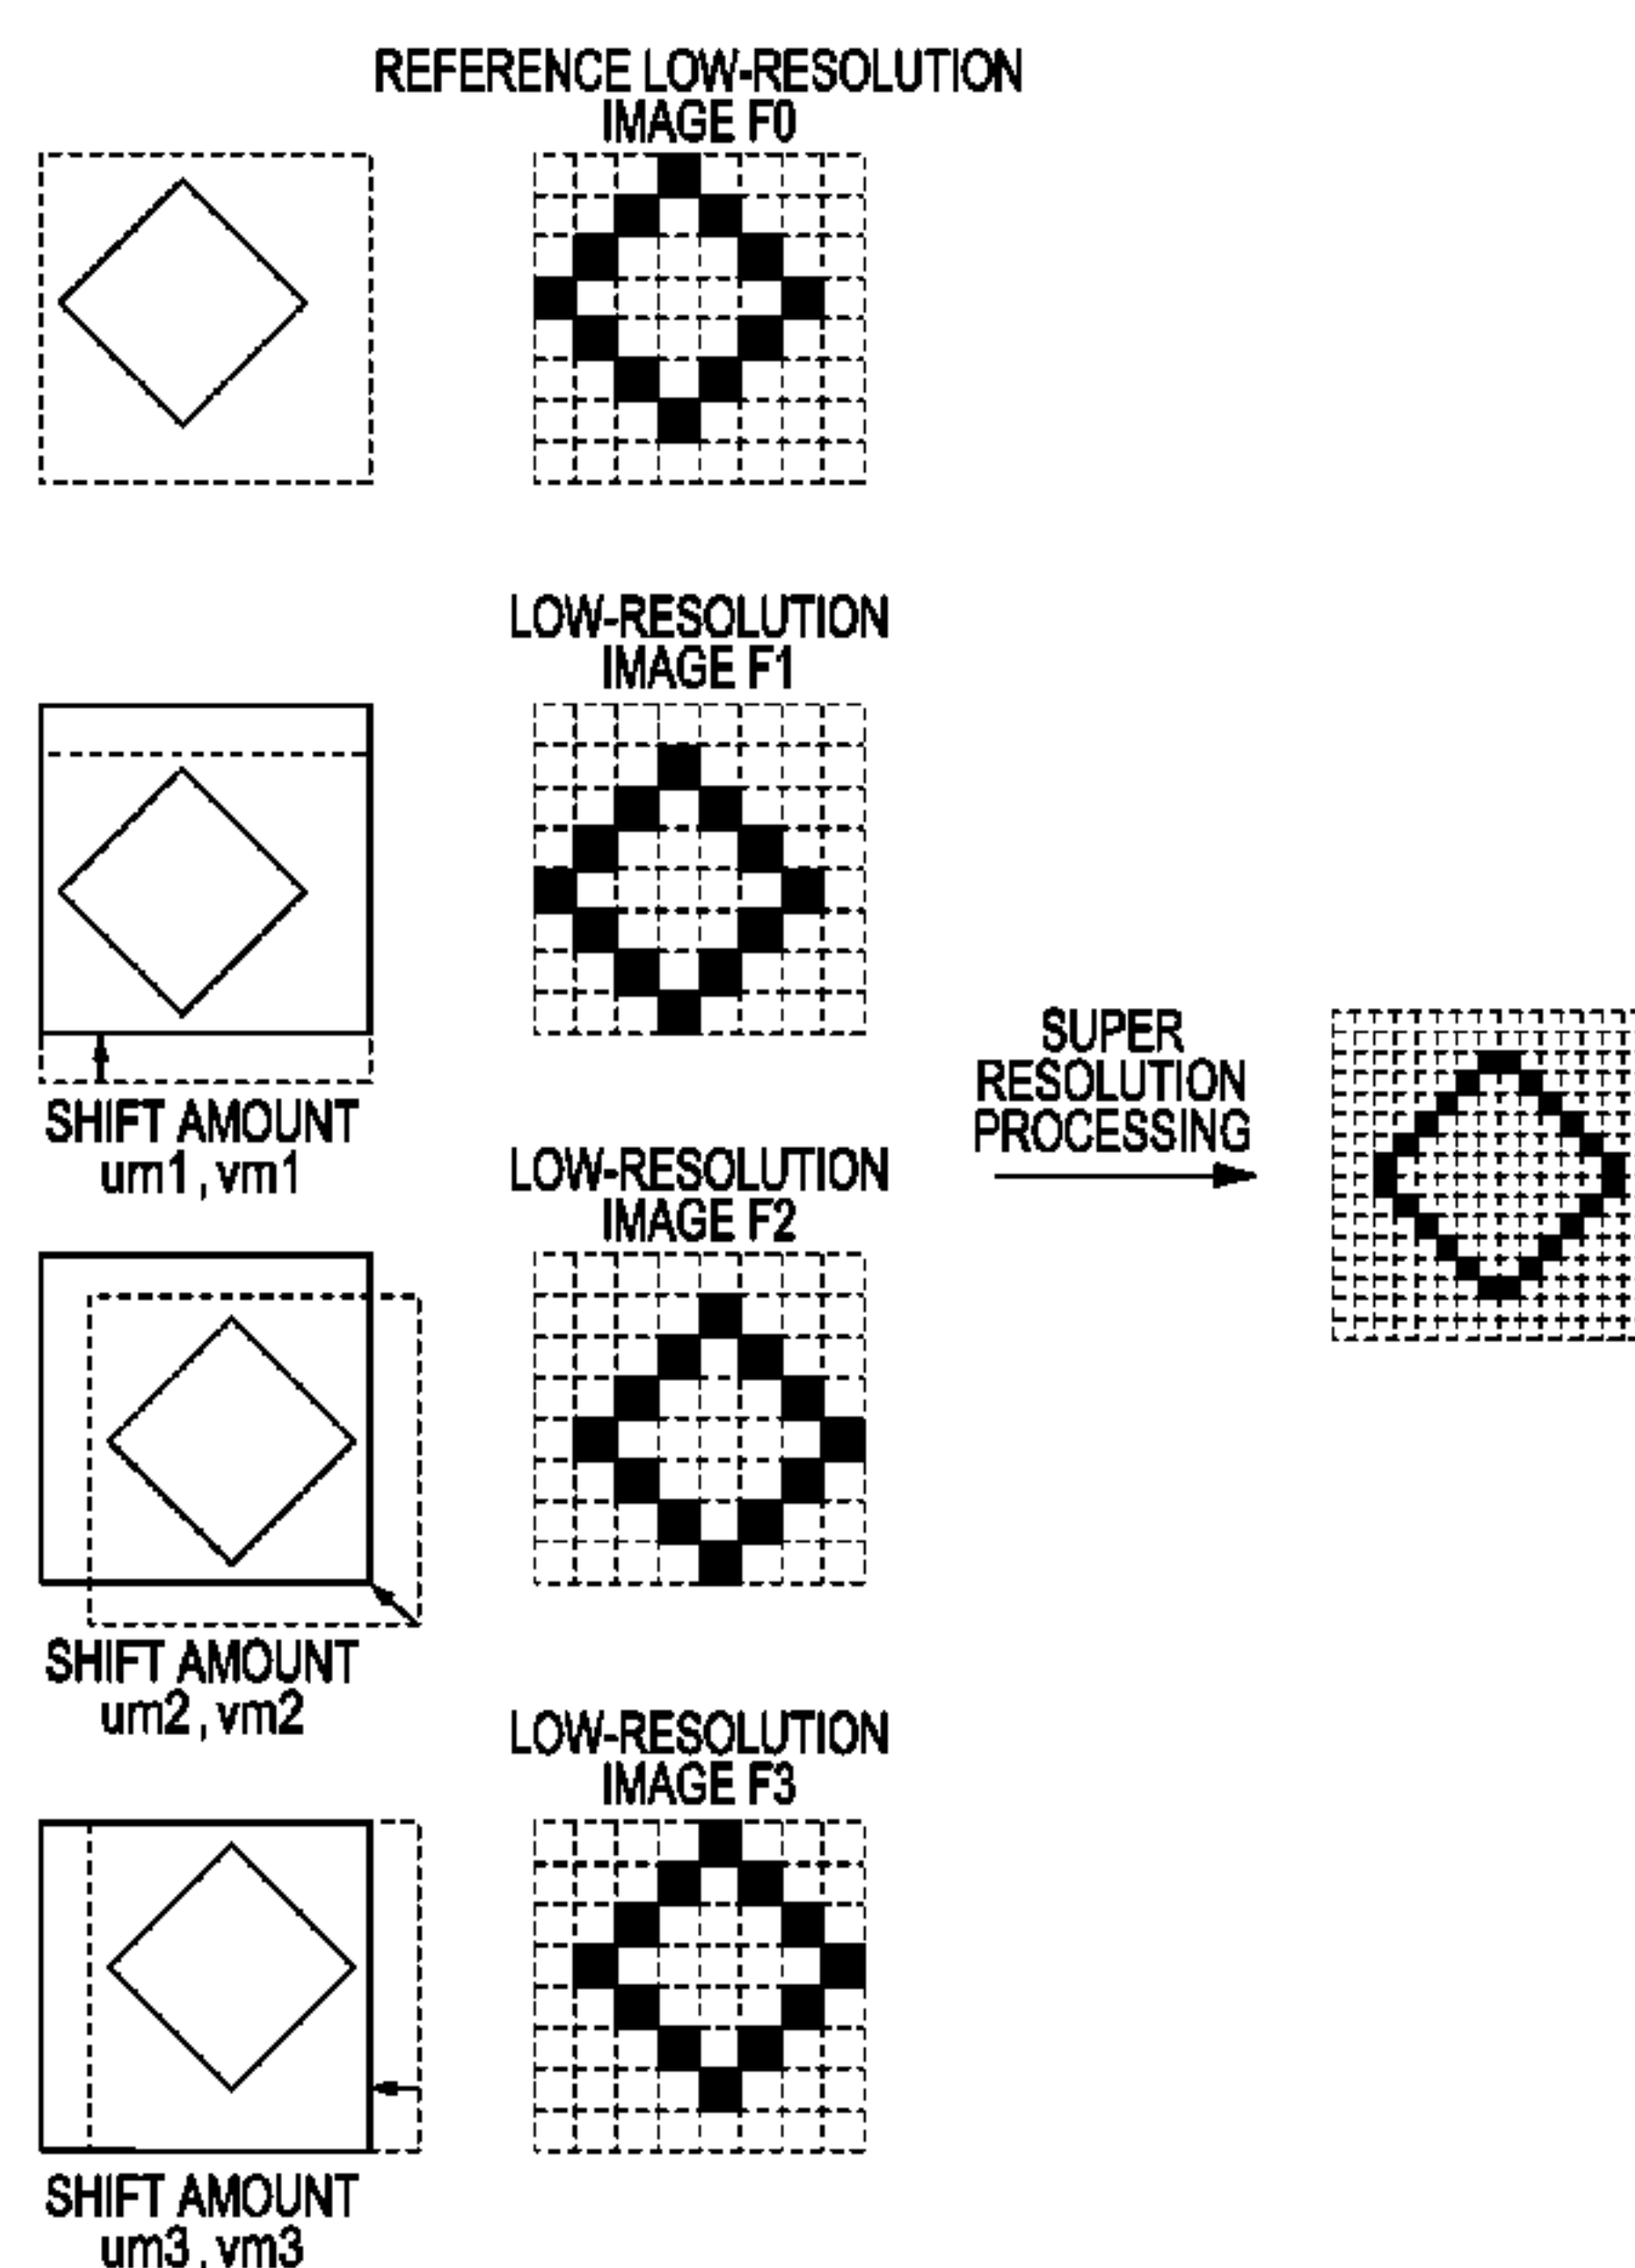 REFERENCE LOW-RESOLUTION
IMAGE F0
LOW-RESOLUTION
IMAGE F1
SHIFT AMOUNT
um1, vm1
SUPER
RESOLUTION
PROCESSING
LOW-RESOLUTION
IMAGE F2
SHIFT AMOUNT
um2, vm2
LOW-RESOLUTION
IMAGE F3
SHIFT AMOUNT
um3, vm3